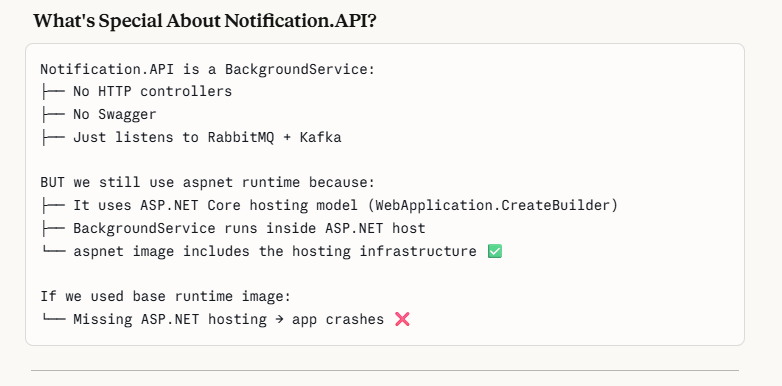 What's Special About Notification.API?
Notification.API is a BackgroundService:
├── No HTTP controllers
├── No Swagger
├── Just listens to RabbitMQ + Kafka
BUT we still use aspnet runtime because:
├── It uses ASP.NET Core hosting model (WebApplication.CreateBuilder)
├── BackgroundService runs inside ASP.NET host
└── aspnet image includes the hosting infrastructure ✅
If we used base runtime image:
└── Missing ASP.NET hosting → app crashes ❌